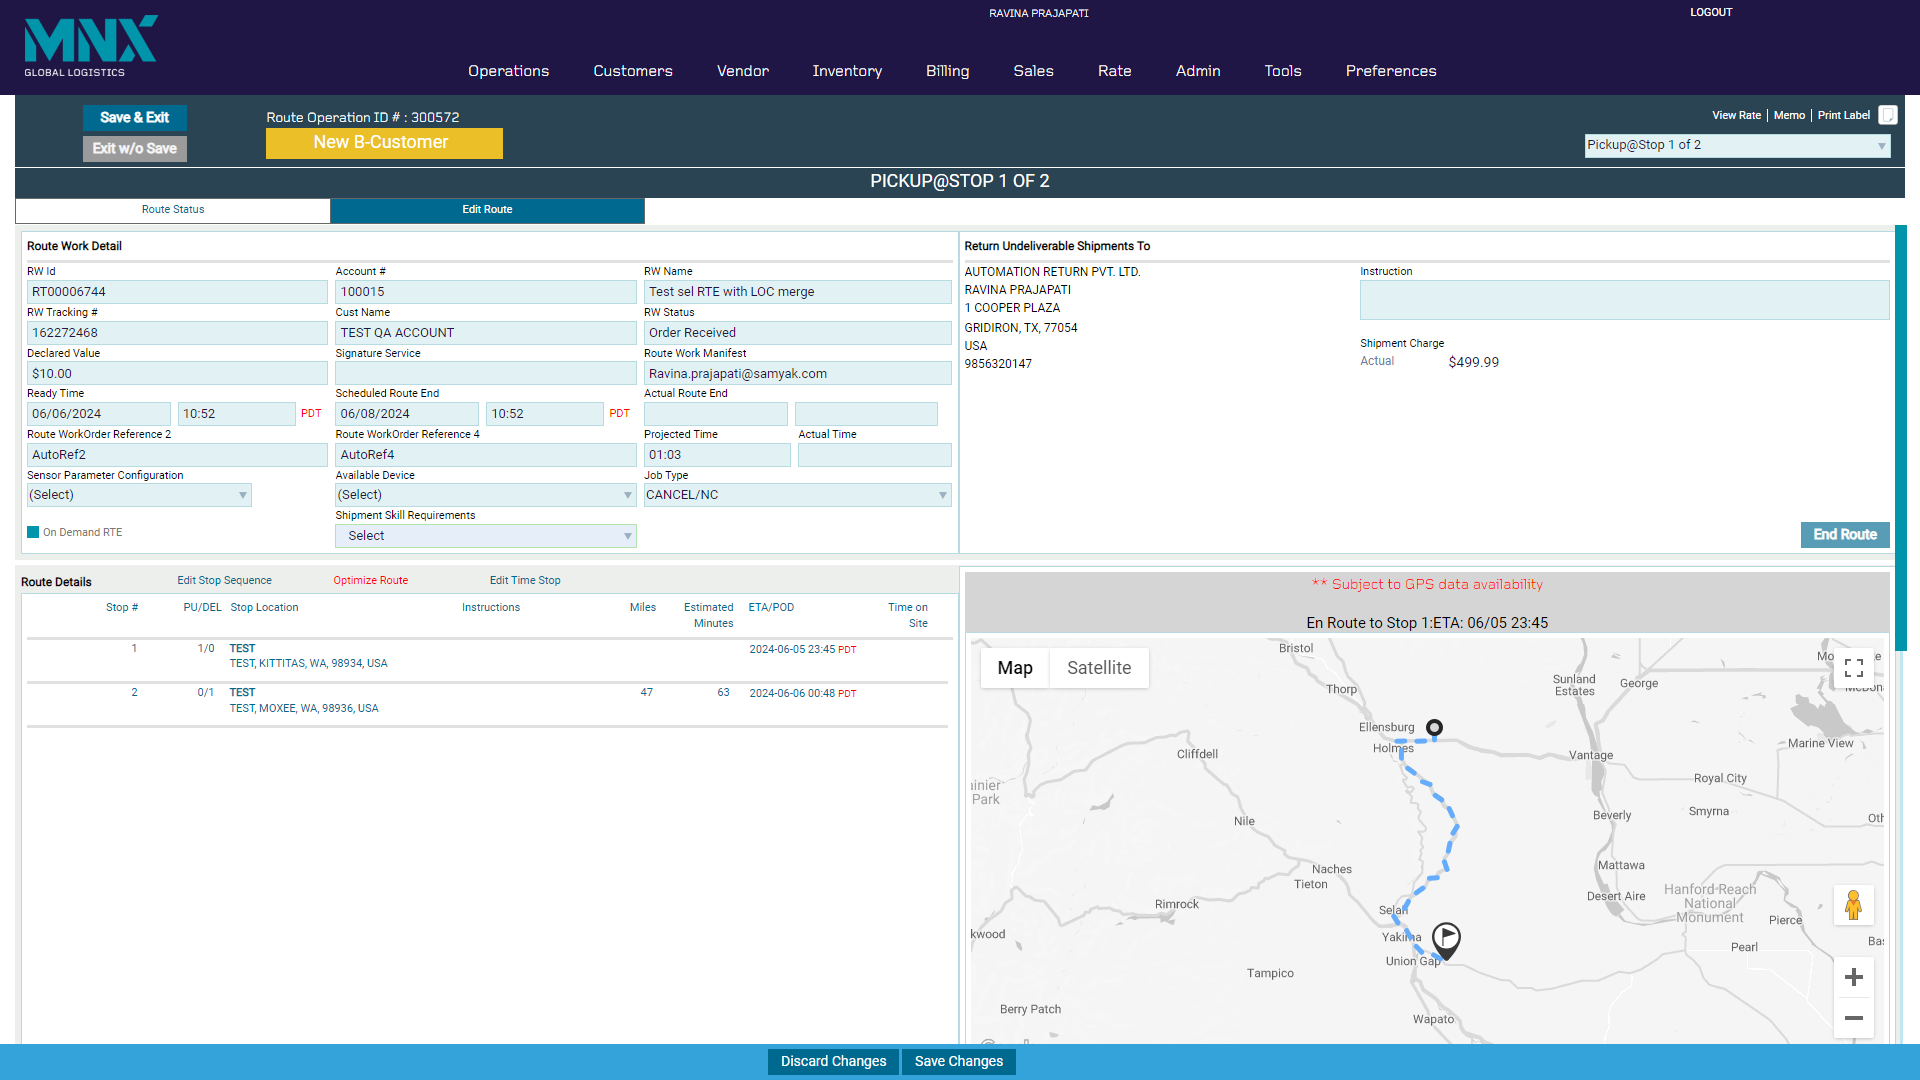 RAVINA PRAJAPATI
LOGOUT
MNX
GLOBAL LOGISTICS
Operations
Customers
Vendor
Inventory
Billing
Sales
Rate
Admin
Tools
Preferences
Save & Exit
Exit w/o Save
Route Operation ID # : 300572
New B-Customer
View Rate | Memo | Print Label
Pickup@Stop 1 of 2
PICKUP@STOP 1 OF 2
Route Status
Edit Route
Route Work Detail
RW Id
Account #
RW Name
RT00006744
100015
Test sel RTE with LOC merge
RW Tracking #
Cust Name
RW Status
162272468
TEST QA ACCOUNT
Order Received
Declared Value
Signature Service
Route Work Manifest
$10.00
Ravina.prajapati@samyak.com
Ready Time
Scheduled Route End
Actual Route End
06/06/2024
10:52
PDT
06/08/2024
10:52
PDT
Route WorkOrder Reference 2
Route WorkOrder Reference 4
Projected Time
Actual Time
AutoRef2
AutoRef4
01:03
Sensor Parameter Configuration
Available Device
Job Type
(Select)
(Select)
CANCEL/NC
Shipment Skill Requirements
On Demand RTE
Select
Return Undeliverable Shipments To
AUTOMATION RETURN PVT. LTD.
RAVINA PRAJAPATI
1 COOPER PLAZA
GRIDIRON, TX, 77054
USA
9856320147
Instruction
Shipment Charge
Actual
$499.99
End Route
Route Details
Edit Stop Sequence
Optimize Route
Edit Time Stop
Stop #
PU/DEL
Stop Location
Instructions
Miles
Estimated Minutes
ETA/POD
Time on Site
1
1/0
TEST
TEST, KITTITAS, WA, 98934, USA
2024-06-05 23:45 PDT
2
0/1
TEST
TEST, MOXEE, WA, 98936, USA
47
63
2024-06-06 00:48 PDT
** Subject to GPS data availability
En Route to Stop 1:ETA: 06/05 23:45
Map
Satellite
Bristol
Thorp
Sunland Estates
George
Ellensburg
Holmes
Cliffdell
Vantage
Marine View
Royal City
inier
Park
Smyrna
Beverly
Nile
Oth
Mattawa
Naches
Tieton
Desert Aire
Hanford Reach
National
Monument
Rimrock
Selah
Pierce
kwood
Yakima
Bas
Pearl
Union Gap
Tampico
Berry Patch
Wapato
Discard Changes
Save Changes